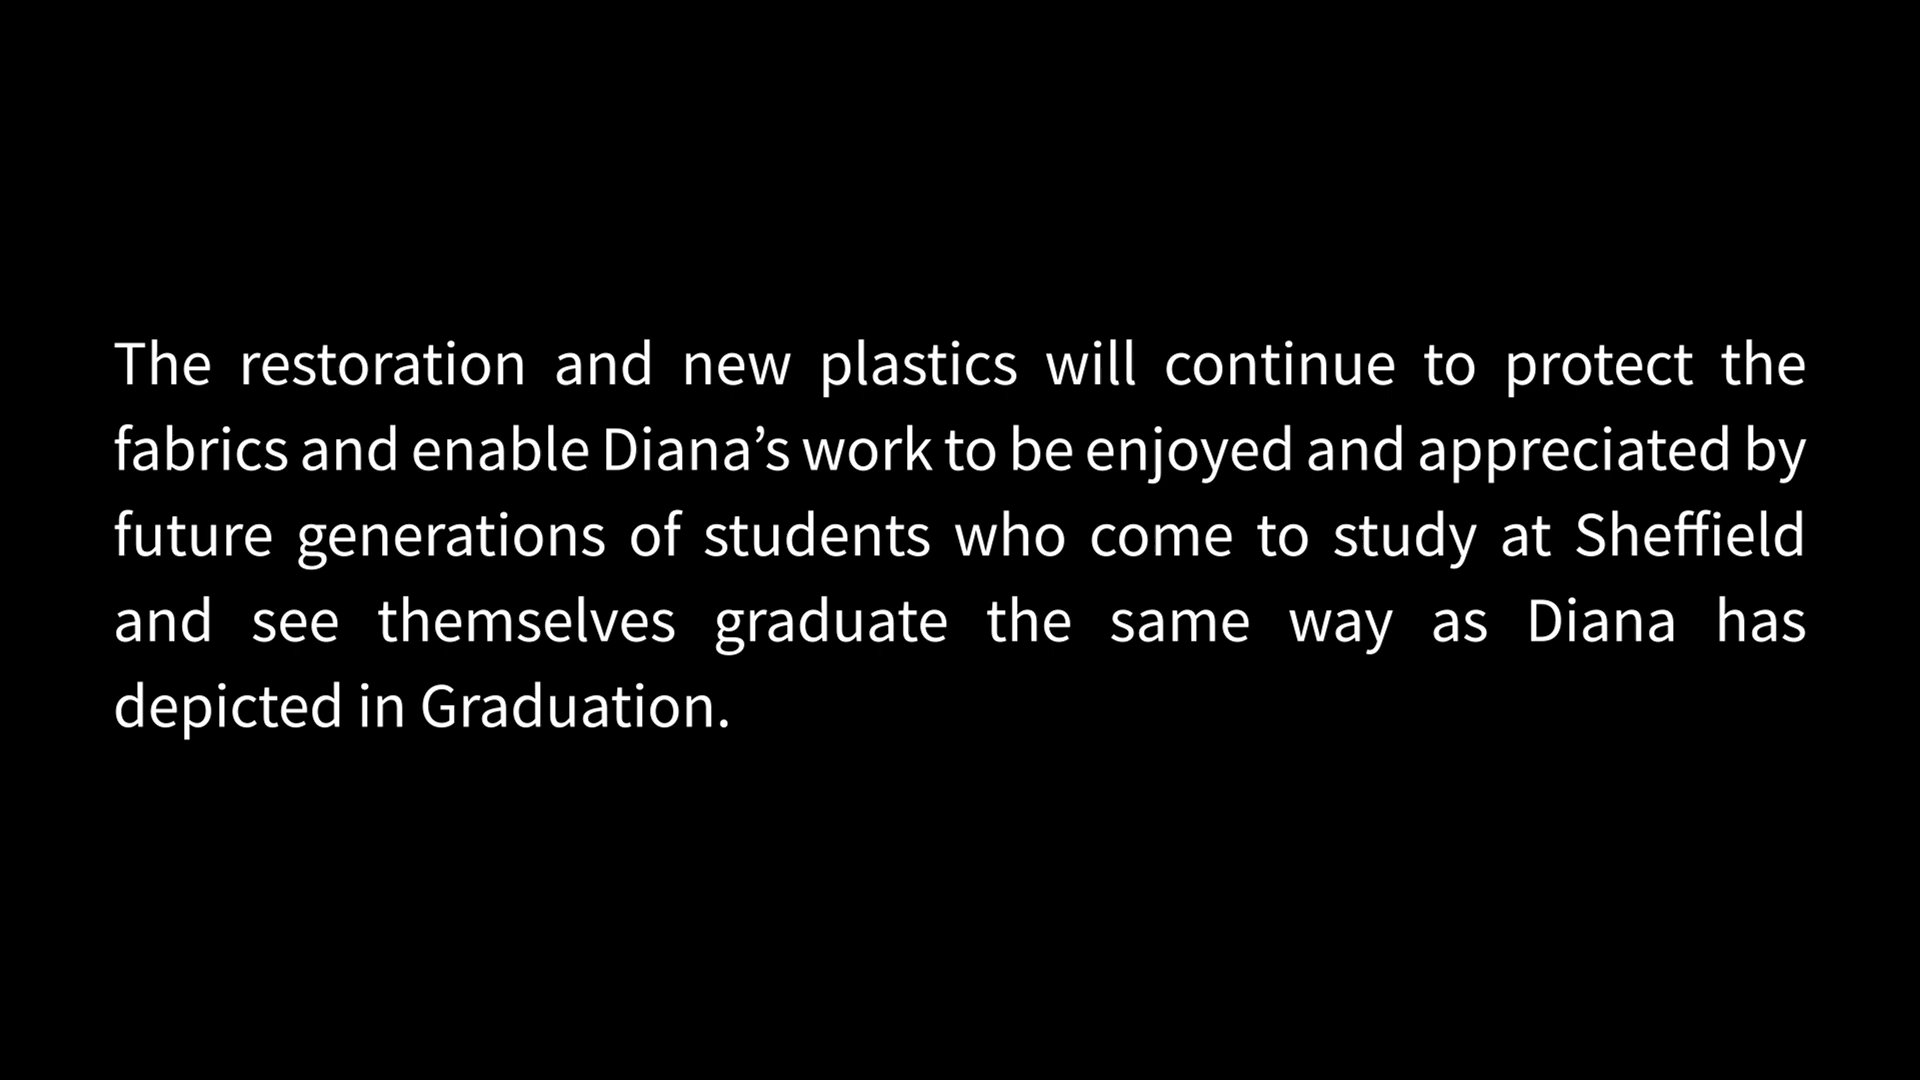 The restoration and new plastics will continue to protect the
fabrics and enable Diana’s work to be enjoyed and appreciated by
future generations of students who come to study at Sheffield
and see themselves graduate the same way as Diana has
depicted in Graduation.